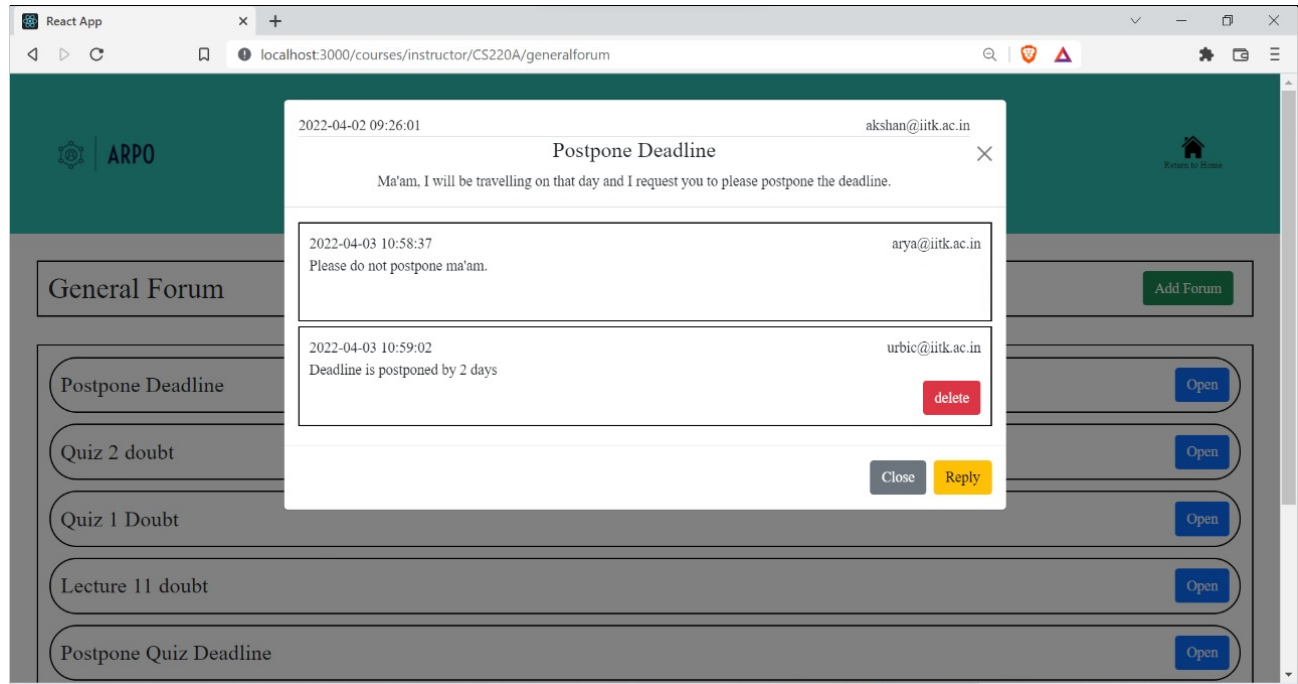 React App
localhost:3000/courses/instructor/CS220A/generalforum
ARPO
Return to Home
2022-04-02 09:26:01 akshan@iitk.ac.in
Postpone Deadline
Ma'am, I will be travelling on that day and I request you to please postpone the deadline.
2022-04-03 10:58:37 arya@iitk.ac.in
Please do not postpone ma'am.
2022-04-03 10:59:02 urbic@iitk.ac.in
Deadline is postponed by 2 days
delete
Close Reply
General Forum Add Forum
Postpone Deadline Open
Quiz 2 doubt Open
Quiz 1 Doubt Open
Lecture 11 doubt Open
Postpone Quiz Deadline Open